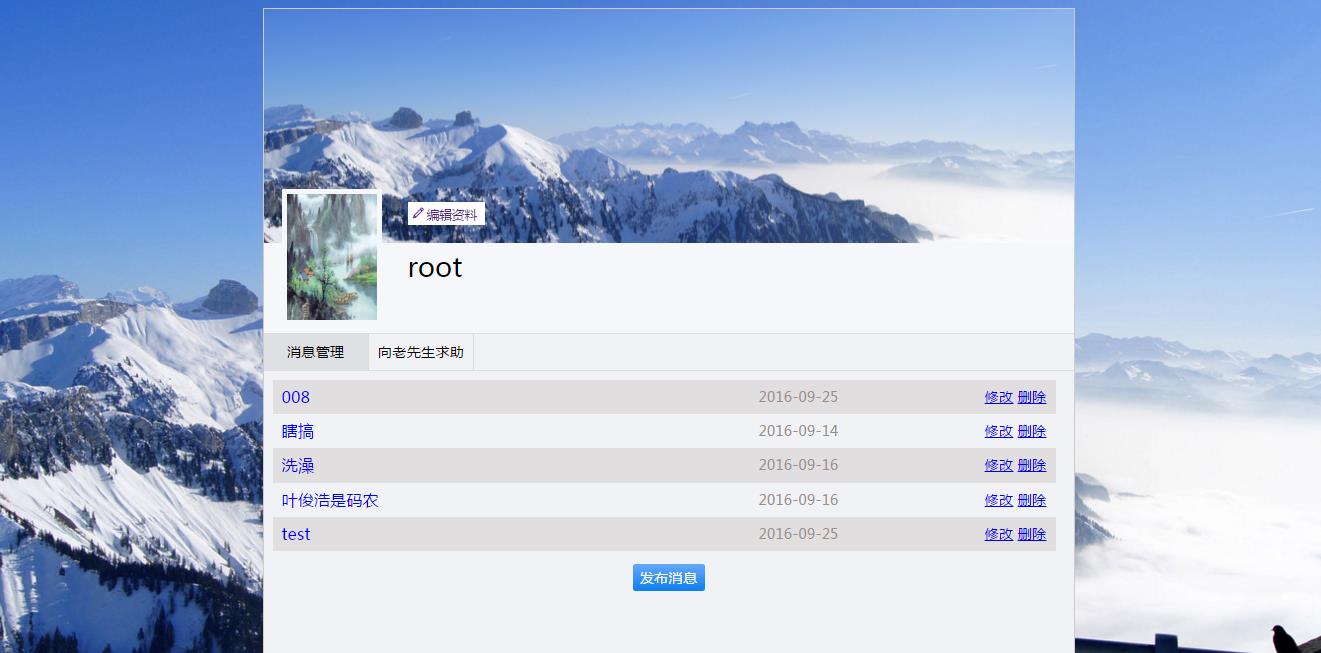 编辑资料
root
消息管理 向老先生求助
008 2016-09-25 修改 删除
瞎搞 2016-09-14 修改 删除
洗澡 2016-09-16 修改 删除
叶俊浩是码农 2016-09-16 修改 删除
test 2016-09-25 修改 删除
发布消息